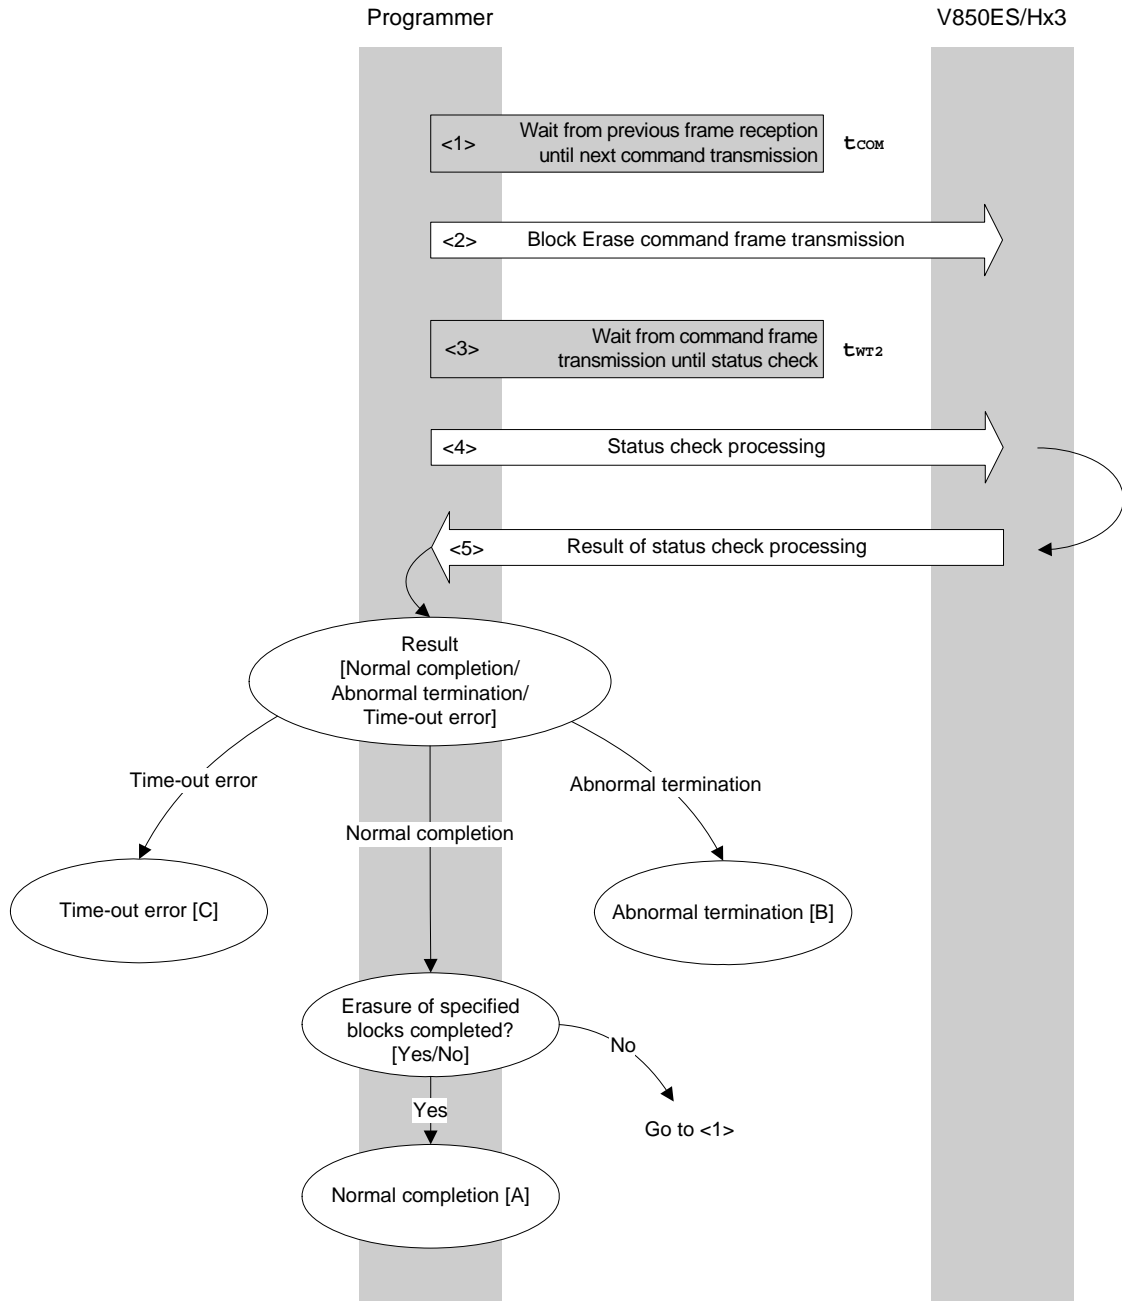 Programmer
V850ES/Hx3
<1> Wait from previous frame reception
until next command transmission
tCOM
<2> Block Erase command frame transmission
<3> Wait from command frame
transmission until status check
tWT2
<4> Status check processing
<5> Result of status check processing
Result
[Normal completion/
Abnormal termination/
Time-out error]
Time-out error
Abnormal termination
Normal completion
Time-out error [C]
Abnormal termination [B]
Erasure of specified
blocks completed?
[Yes/No]
No
Yes
Go to <1>
Normal completion [A]